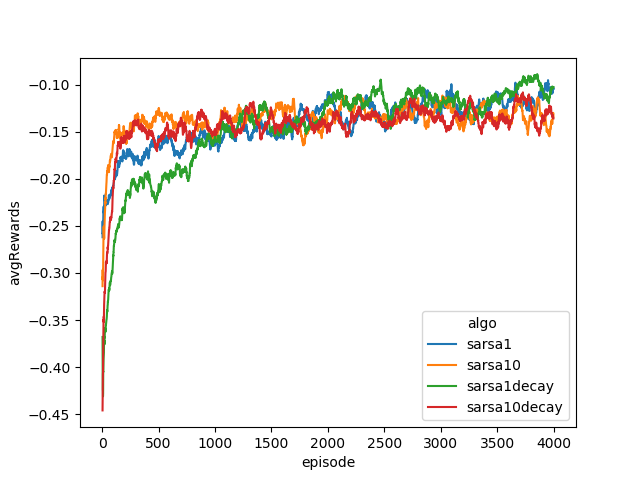 −0.10
−0.15
−0.20
−0.25
−0.30
−0.35
−0.40
−0.45
avgRewards
0 500 1000 1500 2000 2500 3000 3500 4000
episode
algo
sarsa1
sarsa10
sarsa1decay
sarsa10decay